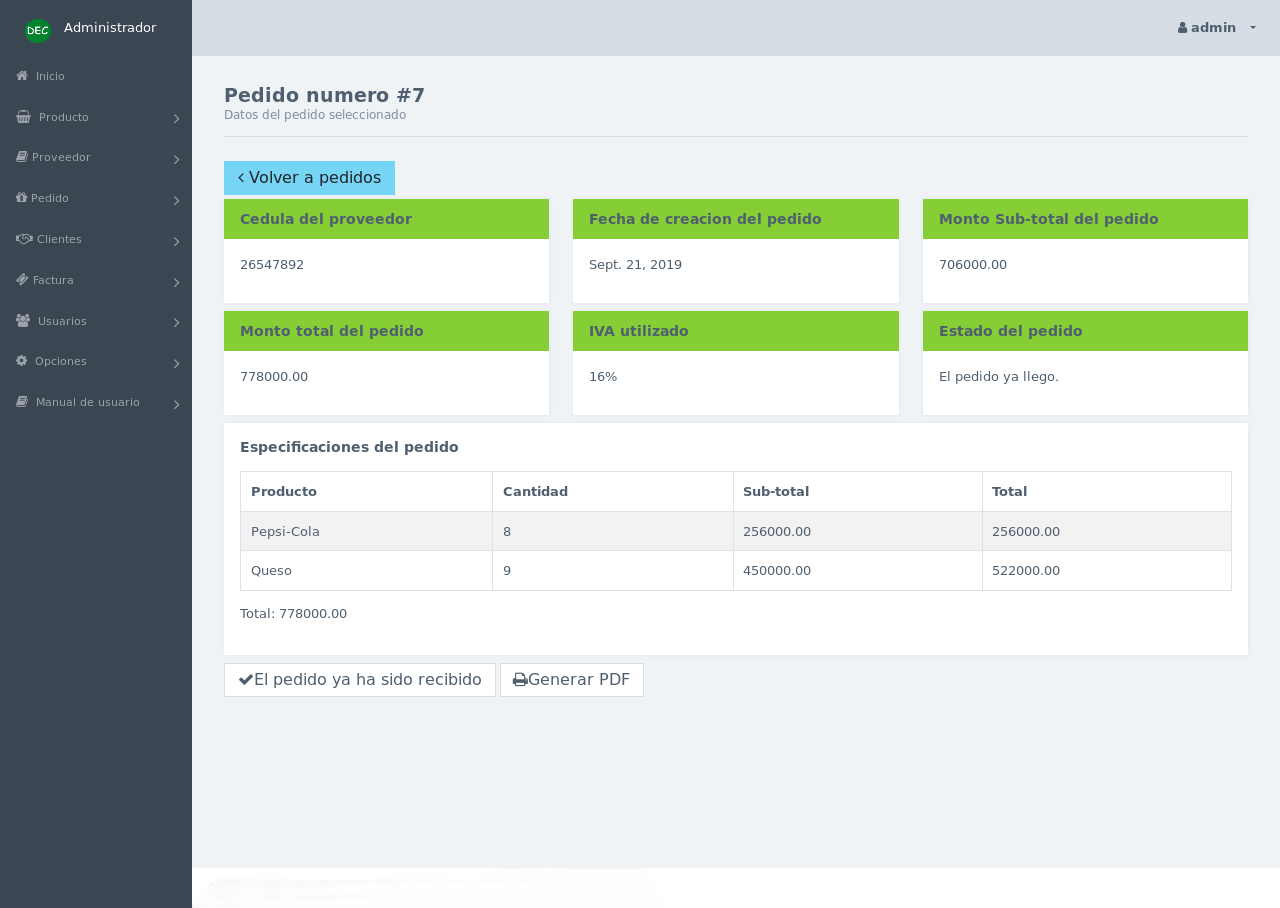 DEC Administrador
admin
Inicio
Producto
Proveedor
Pedido
Clientes
Factura
Usuarios
Opciones
Manual de usuario
Pedido numero #7
Datos del pedido seleccionado
Volver a pedidos
Cedula del proveedor
26547892
Fecha de creacion del pedido
Sept. 21, 2019
Monto Sub-total del pedido
706000.00
Monto total del pedido
778000.00
IVA utilizado
16%
Estado del pedido
El pedido ya llego.
Especificaciones del pedido
Producto Cantidad Sub-total Total
Pepsi-Cola 8 256000.00 256000.00
Queso 9 450000.00 522000.00
Total: 778000.00
El pedido ya ha sido recibido
Generar PDF